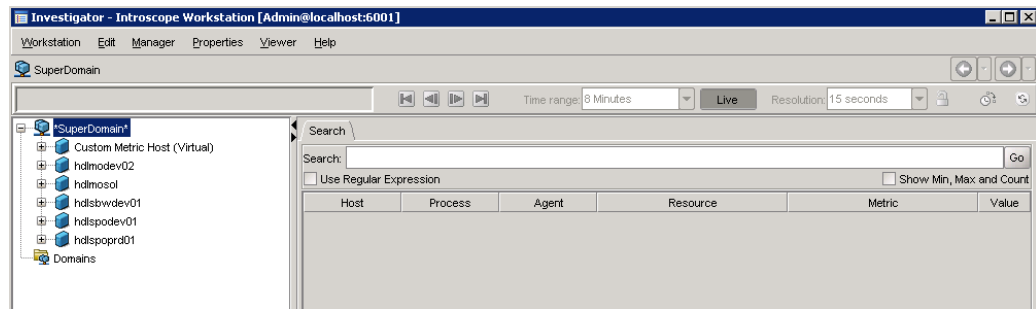 Investigator - Introscope Workstation [Admin@localhost:6001]
Workstation Edit Manager Properties Viewer Help
SuperDomain
Time range: 8 Minutes Live Resolution: 15 seconds
*SuperDomain*
Custom Metric Host (Virtual)
hdlmodev02
hdlmosol
hdlsbwdev01
hdlspodev01
hdlspoprd01
Domains
Search
Search: Go
Use Regular Expression Show Min, Max and Count
Host Process Agent Resource Metric Value